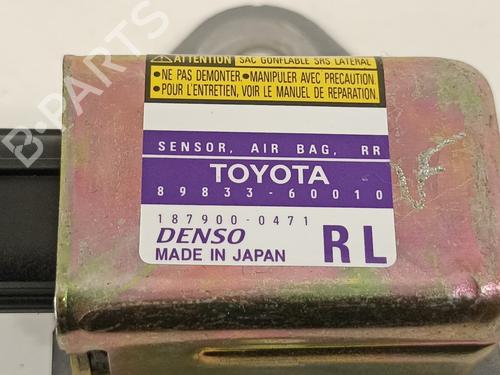 ATTENTION SAC GONFLABLE SRS LATERAL
•NE PAS DEMONTER.•MANIPULER AVEC PRECAUTION.
•POUR L'ENTRETIEN, VOIR LE MANUEL DE REPARATION.
SENSOR, AIR BAG, RR
TOYOTA
89833-60010
187900-0471
DENSO
MADE IN JAPAN
RL
B-PARTS